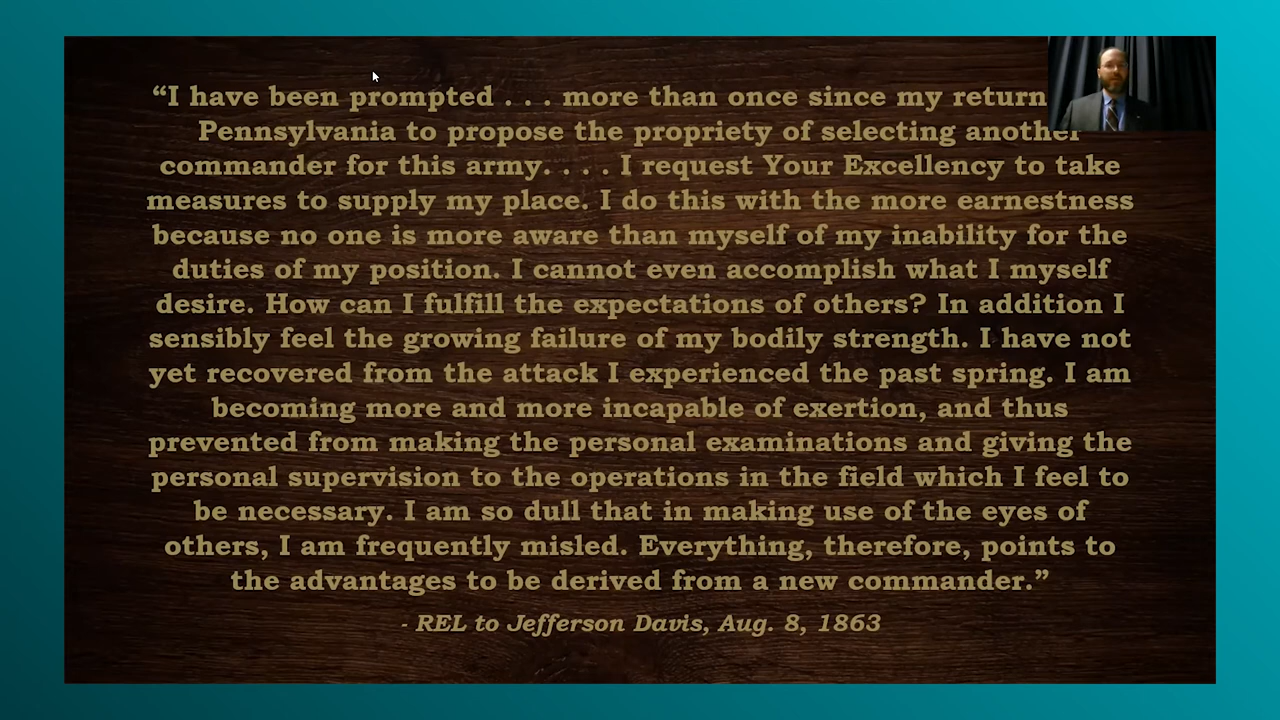 “I have been prompted . . . more than once since my return
Pennsylvania to propose the propriety of selecting another
commander for this army. . . . I request Your Excellency to take
measures to supply my place. I do this with the more earnestness
because no one is more aware than myself of my inability for the
duties of my position. I cannot even accomplish what I myself
desire. How can I fulfill the expectations of others? In addition I
sensibly feel the growing failure of my bodily strength. I have not
yet recovered from the attack I experienced the past spring. I am
becoming more and more incapable of exertion, and thus
prevented from making the personal examinations and giving the
personal supervision to the operations in the field which I feel to
be necessary. I am so dull that in making use of the eyes of
others, I am frequently misled. Everything, therefore, points to
the advantages to be derived from a new commander.”
- REL to Jefferson Davis, Aug. 8, 1863